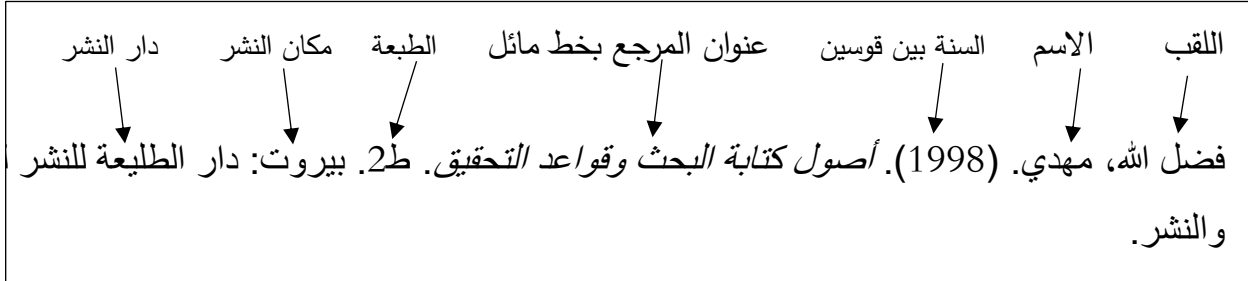 اللقب الاسم السنة بين قوسين عنوان المرجع بخط مائل الطبعة مكان النشر دار النشر
فضل الله، مهدي. (1998). أصول كتابة البحث وقواعد التحقيق. ط2. بيروت: دار الطليعة للنشر
والنشر.